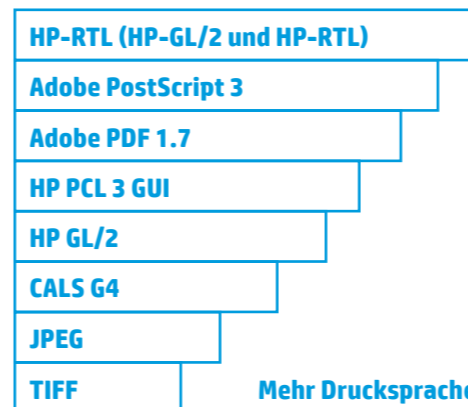 HP-RTL (HP-GL/2 und HP-RTL)
Adobe PostScript 3
Adobe PDF 1.7
HP PCL 3 GUI
HP GL/2
CALS G4
JPEG
TIFF
Mehr Drucksprache